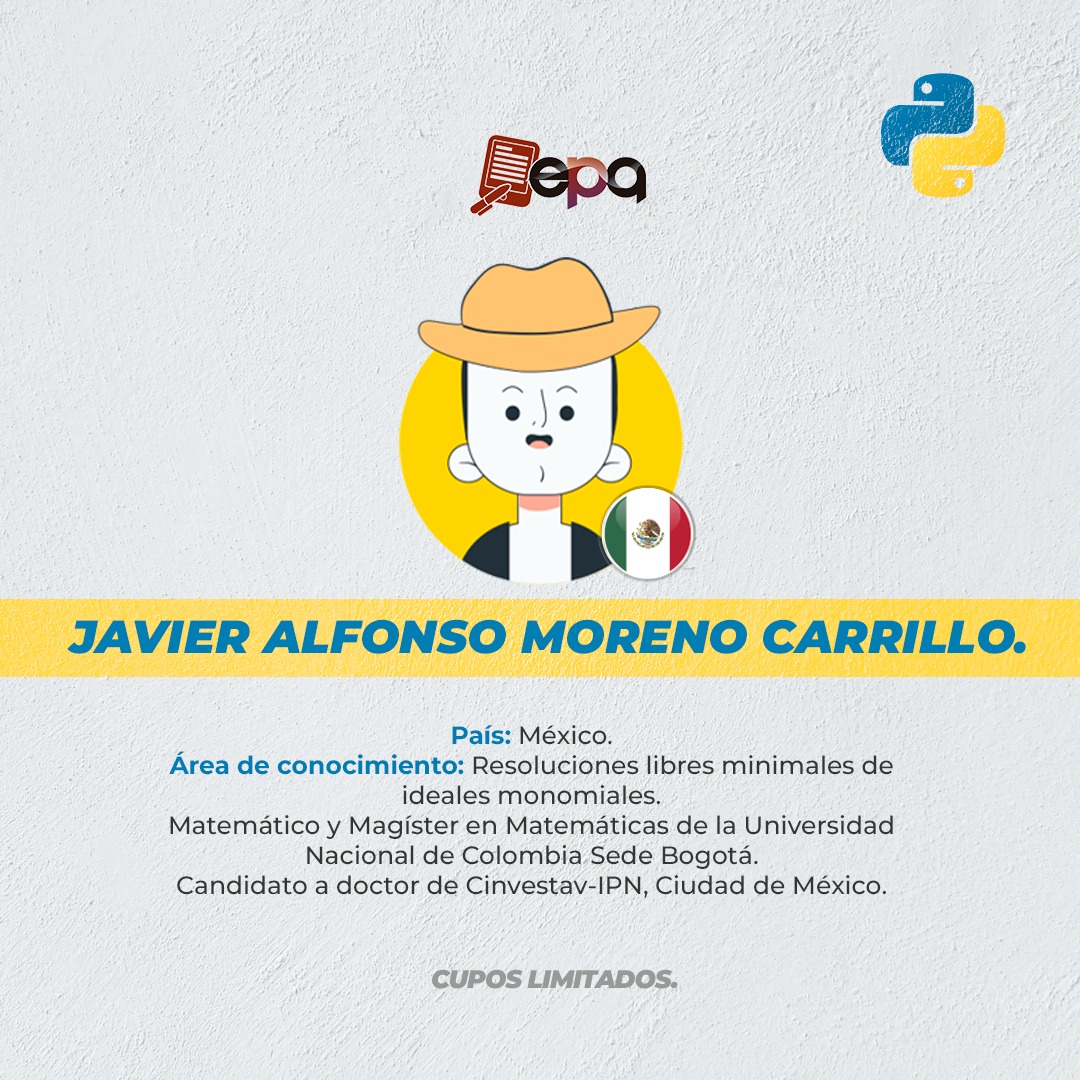 epq
JAVIER ALFONSO MORENO CARRILLO.
País: México.
Área de conocimiento: Resoluciones libres minimales de
ideales monomiales.
Matemático y Magíster en Matemáticas de la Universidad
Nacional de Colombia Sede Bogotá.
Candidato a doctor de Cinvestav-IPN, Ciudad de México.
CUPOS LIMITADOS.